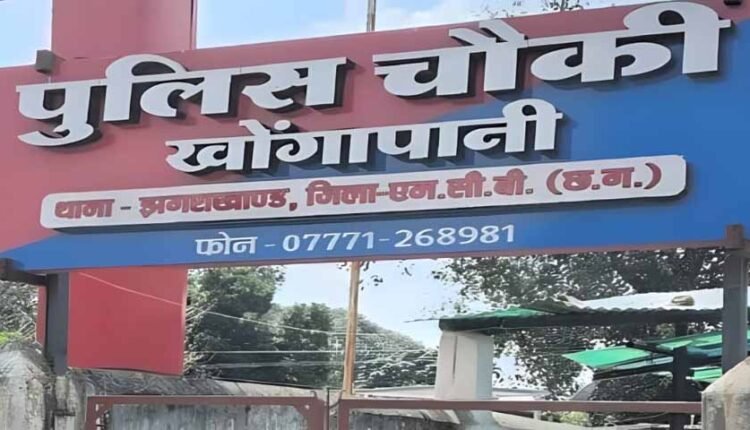 पुलिस चौकी
खोंगापानी
थाना - झगराखाण्ड, जिला-एम.सी.बी. (छ.ग.)
फोन - 07771-268981